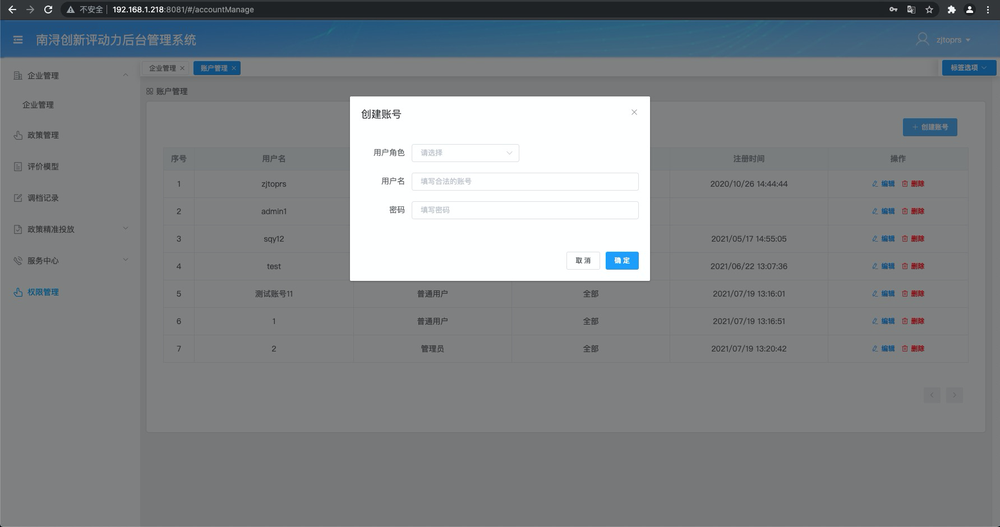 不安全 192.168.1.218:8081/#/accountManage
南浔创新评动力后台管理系统
zjtoprs
企业管理
企业管理
政策管理
评价模型
调档记录
政策精准投放
服务中心
权限管理
企业管理 账户管理 标签选项
账户管理
创建账号
序号 用户名 注册时间 操作
1 zjtoprs 2020/10/26 14:44:44 编辑 删除
2 admin1 编辑 删除
3 sqy12 2021/05/17 14:55:05 编辑 删除
4 test 2021/06/22 13:07:36 编辑 删除
5 测试账号11 普通用户 全部 2021/07/19 13:16:01 编辑 删除
6 1 普通用户 全部 2021/07/19 13:16:51 编辑 删除
7 2 管理员 全部 2021/07/19 13:20:42 编辑 删除
创建账号
用户角色 请选择
用户名 填写合法的账号
密码 填写密码
取消 确定